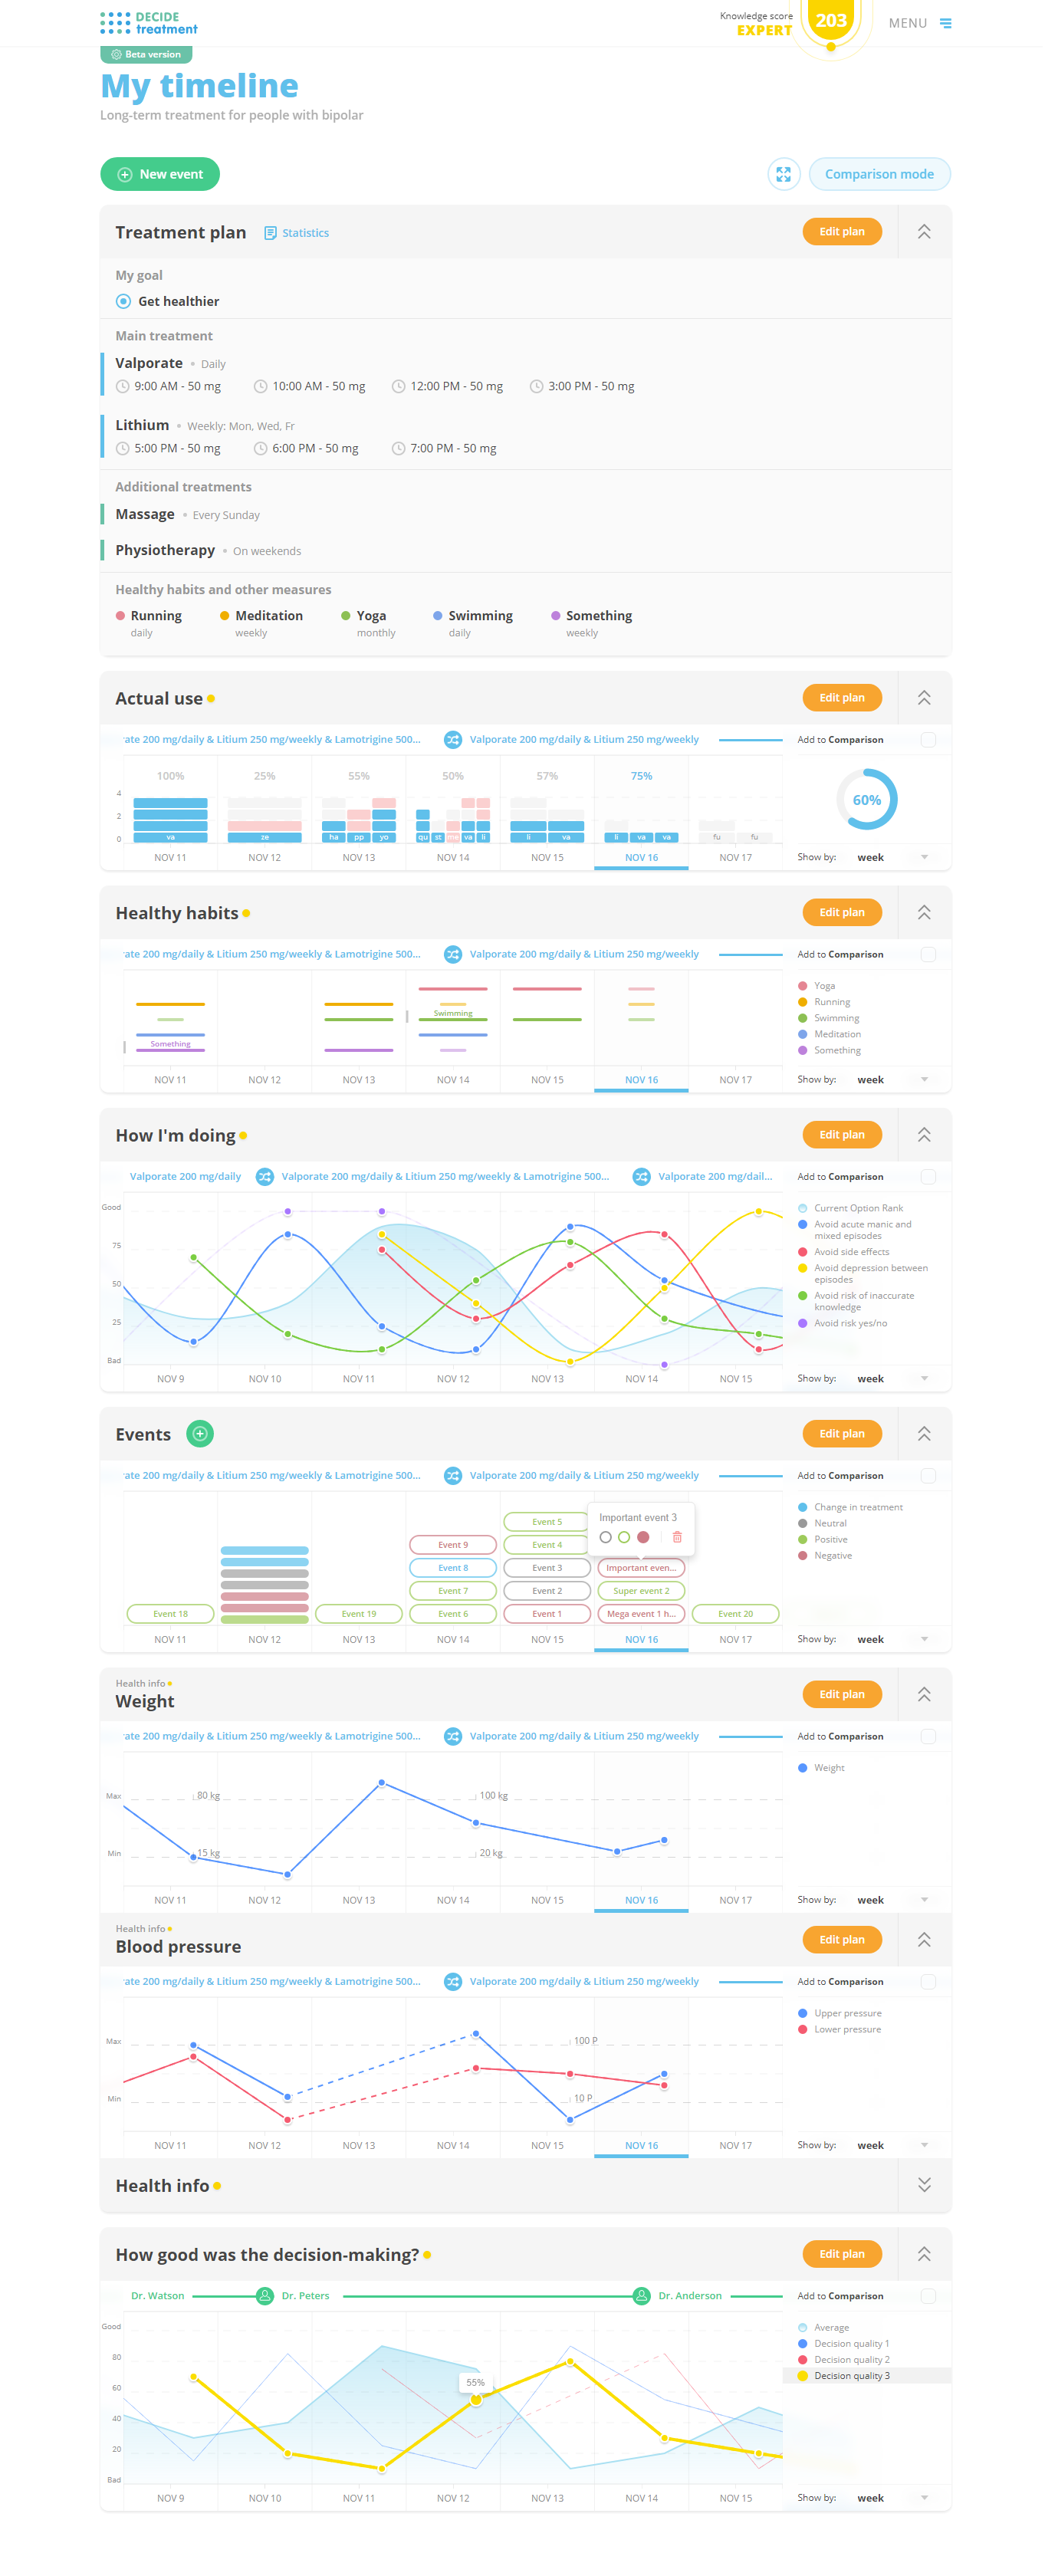 DECIDE
treatment
Knowledge score
EXPERT
203
MENU
Beta version
My timeline
Long-term treatment for people with bipolar
New event
Comparison mode
Treatment plan
Statistics
Edit plan
My goal
Get healthier
Main treatment
Valporate • Daily
9:00 AM - 50 mg
10:00 AM - 50 mg
12:00 PM - 50 mg
3:00 PM - 50 mg
Lithium • Weekly: Mon, Wed, Fr
5:00 PM - 50 mg
6:00 PM - 50 mg
7:00 PM - 50 mg
Additional treatments
Massage • Every Sunday
Physiotherapy • On weekends
Healthy habits and other measures
Running Meditation Yoga Swimming Something
daily weekly monthly daily weekly
Actual use
Edit plan
rate 200 mg/daily & Litium 250 mg/weekly & Lamotrigine 500...
Valporate 200 mg/daily & Litium 250 mg/weekly
Add to Comparison
100% 25% 55% 50% 57% 75%
60%
4
2
0
va ze ha pp yo qu st me va li li va li va va fu fu
NOV 11 NOV 12 NOV 13 NOV 14 NOV 15 NOV 16 NOV 17
Show by: week
Healthy habits
Edit plan
rate 200 mg/daily & Litium 250 mg/weekly & Lamotrigine 500...
Valporate 200 mg/daily & Litium 250 mg/weekly
Add to Comparison
Swimming
Something
Yoga
Running
Swimming
Meditation
Something
NOV 11 NOV 12 NOV 13 NOV 14 NOV 15 NOV 16 NOV 17
Show by: week
How I'm doing
Edit plan
Valporate 200 mg/daily
Valporate 200 mg/daily & Litium 250 mg/weekly & Lamotrigine 500...
Valporate 200 mg/dail...
Add to Comparison
Good
75
50
25
Bad
Current Option Rank
Avoid acute manic and
mixed episodes
Avoid side effects
Avoid depression between
episodes
Avoid risk of inaccurate
knowledge
Avoid risk yes/no
NOV 9 NOV 10 NOV 11 NOV 12 NOV 13 NOV 14 NOV 15
Show by: week
Events
Edit plan
rate 200 mg/daily & Litium 250 mg/weekly & Lamotrigine 500...
Valporate 200 mg/daily & Litium 250 mg/weekly
Add to Comparison
Important event 3
Event 5
Event 9 Event 4
Event 8 Event 3 Important even...
Event 7 Event 2 Super event 2
Event 18 Event 19 Event 6 Event 1 Mega event 1 h... Event 20
Change in treatment
Neutral
Positive
Negative
NOV 11 NOV 12 NOV 13 NOV 14 NOV 15 NOV 16 NOV 17
Show by: week
Health info
Weight
Edit plan
rate 200 mg/daily & Litium 250 mg/weekly & Lamotrigine 500...
Valporate 200 mg/daily & Litium 250 mg/weekly
Add to Comparison
Weight
Max 80 kg 100 kg
Min 15 kg 20 kg
NOV 11 NOV 12 NOV 13 NOV 14 NOV 15 NOV 16 NOV 17
Show by: week
Health info
Blood pressure
Edit plan
rate 200 mg/daily & Litium 250 mg/weekly & Lamotrigine 500...
Valporate 200 mg/daily & Litium 250 mg/weekly
Add to Comparison
Upper pressure
Lower pressure
Max 100 P
Min 10 P
NOV 11 NOV 12 NOV 13 NOV 14 NOV 15 NOV 16 NOV 17
Show by: week
Health info
How good was the decision-making?
Edit plan
Dr. Watson Dr. Peters Dr. Anderson
Add to Comparison
Good
80
60
40
20
Bad
55%
Average
Decision quality 1
Decision quality 2
Decision quality 3
NOV 9 NOV 10 NOV 11 NOV 12 NOV 13 NOV 14 NOV 15
Show by: week